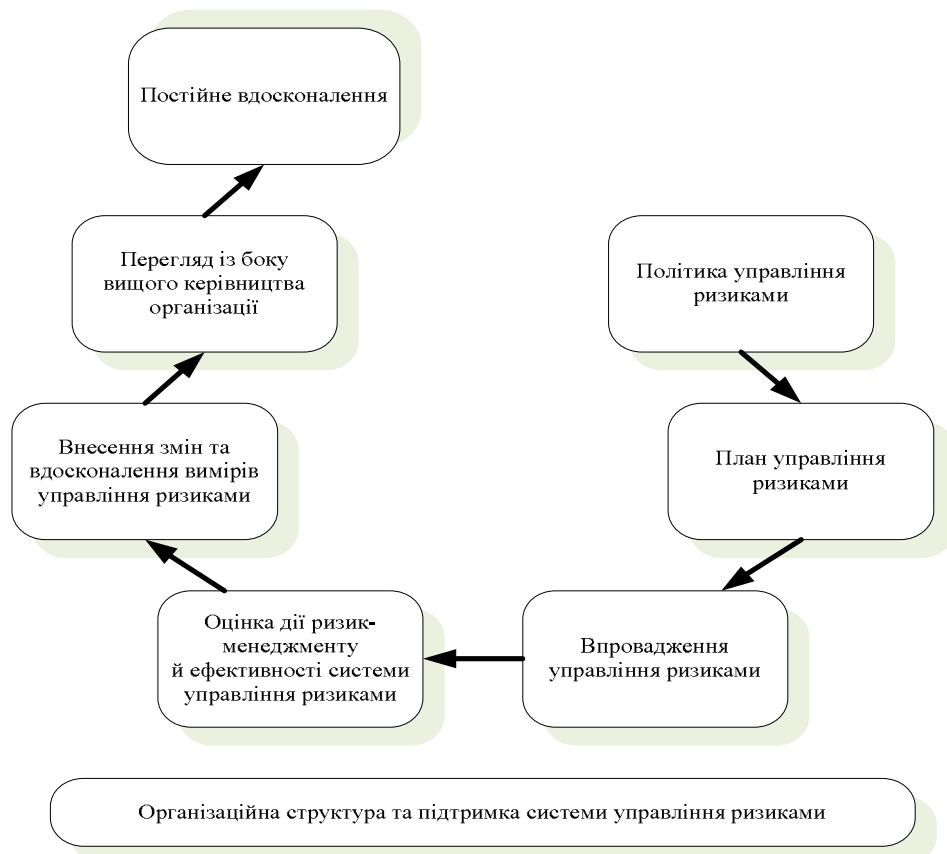 Постійне вдосконалення
Перегляд із боку
вищого керівництва
організації
Політика управління
ризиками
Внесення змін та
вдосконалення вимірів
управління ризиками
План управління
ризиками
Оцінка дії ризик-
менеджменту
й ефективності системи
управління ризиками
Впровадження
управління ризиками
Організаційна структура та підтримка системи управління ризиками